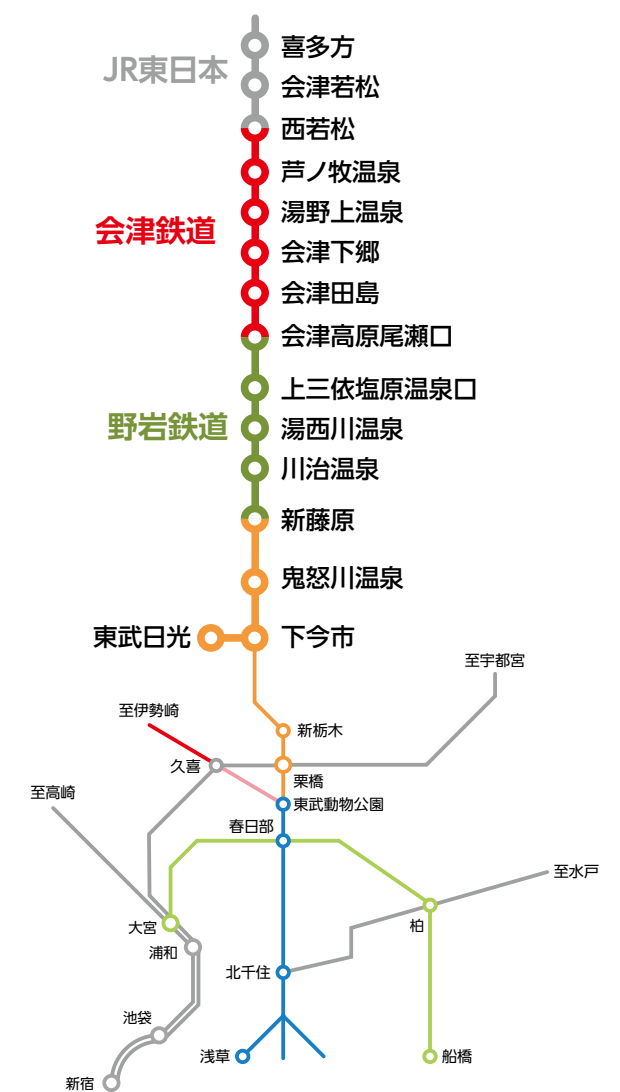 喜多方
JR東日本
会津若松
西若松
芦ノ牧温泉
湯野上温泉
会津鉄道
会津下郷
会津田島
会津高原尾瀬口
上三依塩原温泉口
野岩鉄道
湯西川温泉
川治温泉
新藤原
鬼怒川温泉
東武日光
下今市
至宇都宮
至伊勢崎
新栃木
久喜
栗橋
至高崎
東武動物公園
春日部
至水戸
大宮
柏
浦和
北千住
池袋
浅草
船橋
新宿